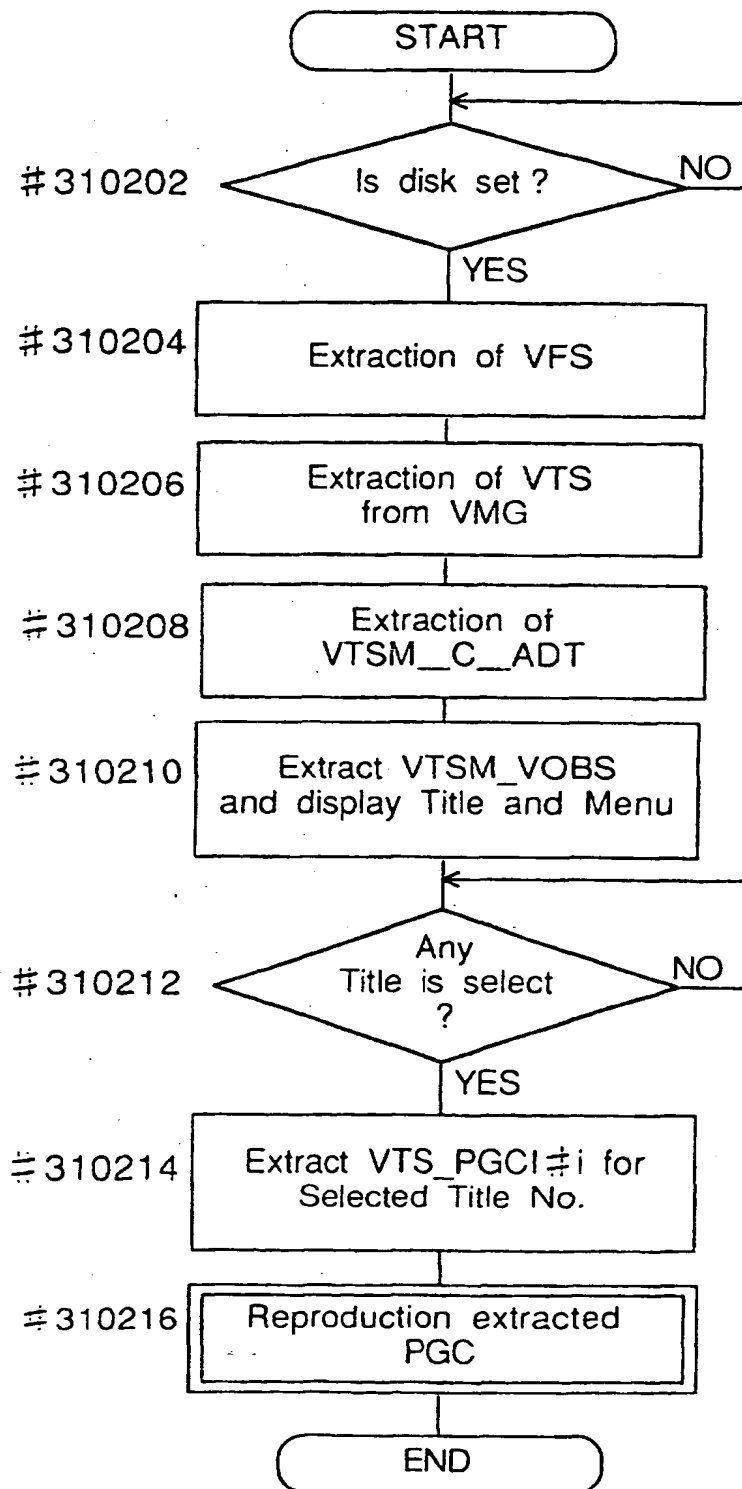 START
#310202
Is disk set ?
NO
YES
#310204
Extraction of VFS
#310206
Extraction of VTS
from VMG
#310208
Extraction of
VTSM__C__ADT
#310210
Extract VTSM_VOBS
and display Title and Menu
#310212
Any
Title is select
?
NO
YES
#310214
Extract VTS_PGCI#i for
Selected Title No.
#310216
Reproduction extracted
PGC
END